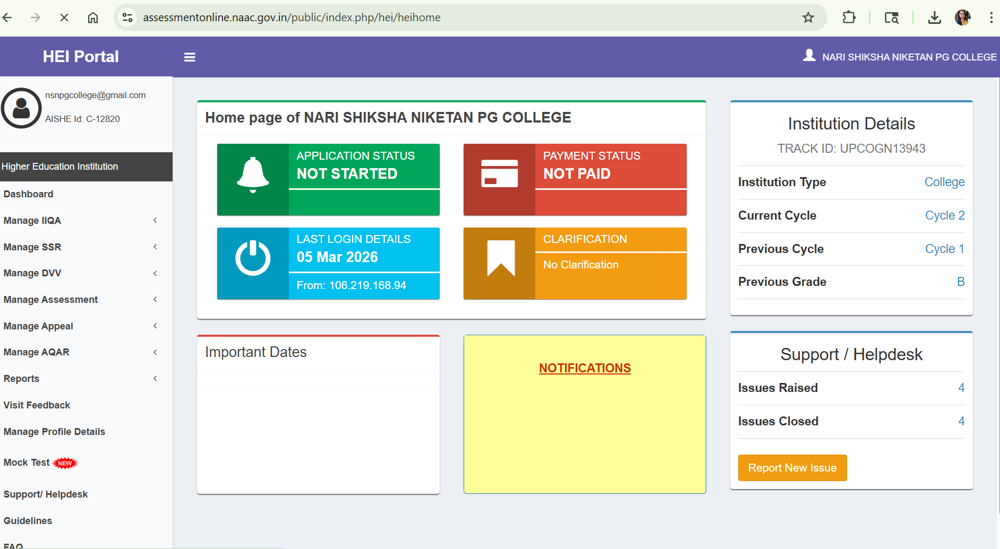 assessmentonline.naac.gov.in/public/index.php/hei/heihome
HEI Portal
NARI SHIKSHA NIKETAN PG COLLEGE
nsnpgcollege@gmail.com
AISHE Id: C-12820
Higher Education Institution
Dashboard
Manage IIQA
Manage SSR
Manage DVV
Manage Assessment
Manage Appeal
Manage AQAR
Reports
Visit Feedback
Manage Profile Details
Mock Test NEW
Support/ Helpdesk
Guidelines
FAQ
Home page of NARI SHIKSHA NIKETAN PG COLLEGE
APPLICATION STATUS
NOT STARTED
PAYMENT STATUS
NOT PAID
LAST LOGIN DETAILS
05 Mar 2026
From: 106.219.168.94
CLARIFICATION
No Clarification
Important Dates
NOTIFICATIONS
Institution Details
TRACK ID: UPCOGN13943
Institution Type College
Current Cycle Cycle 2
Previous Cycle Cycle 1
Previous Grade B
Support / Helpdesk
Issues Raised 4
Issues Closed 4
Report New Issue